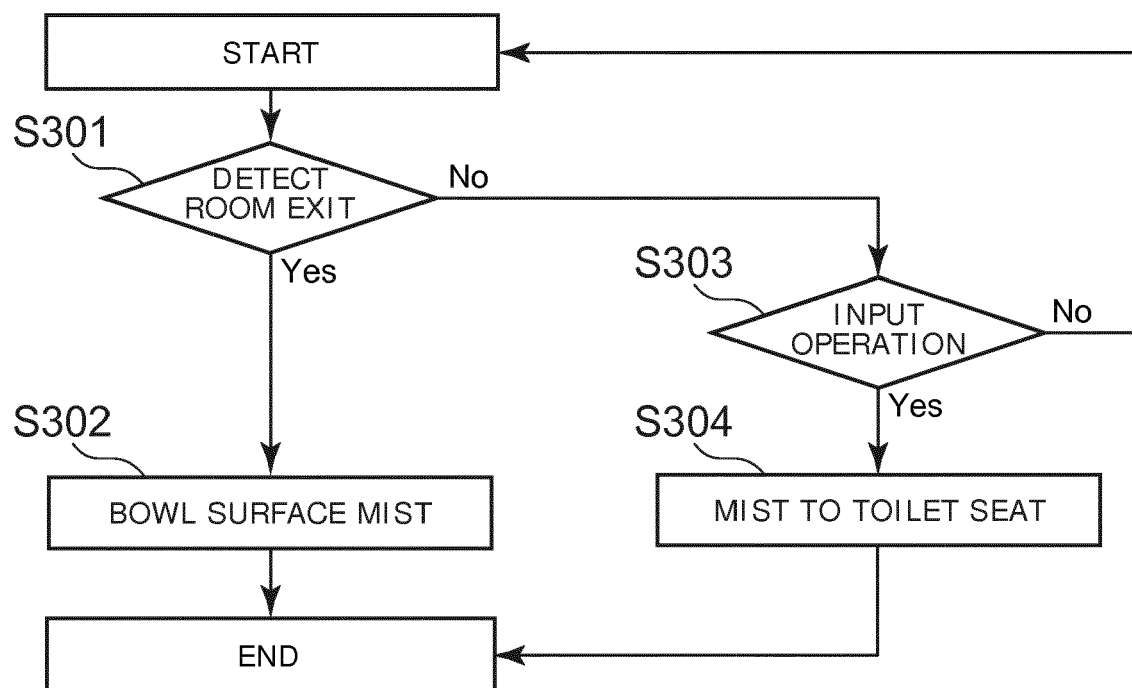 START
S301
DETECT
ROOM EXIT
No
Yes
S303
INPUT
OPERATION
No
Yes
S302
BOWL SURFACE MIST
S304
MIST TO TOILET SEAT
END